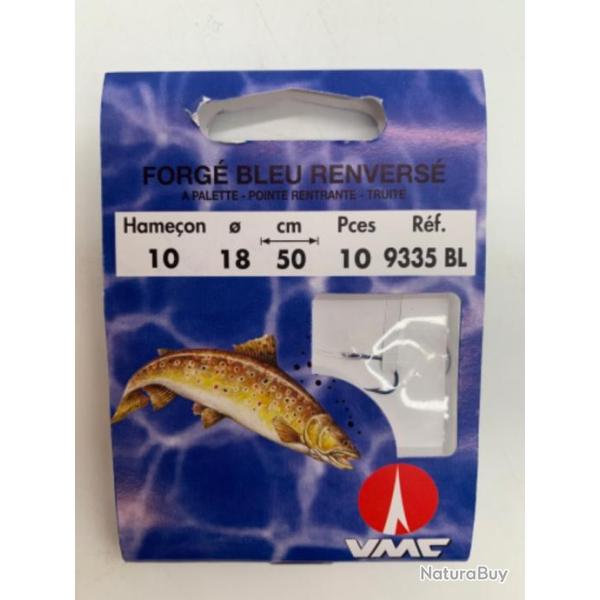 FORGÉ BLEU RENVERSÉ
A PALETTE - POINTE RENTRANTE - TRUITE
Hameçon ø cm Pces Réf.
10 18 50 10 9335 BL
VMC
NaturaBuy